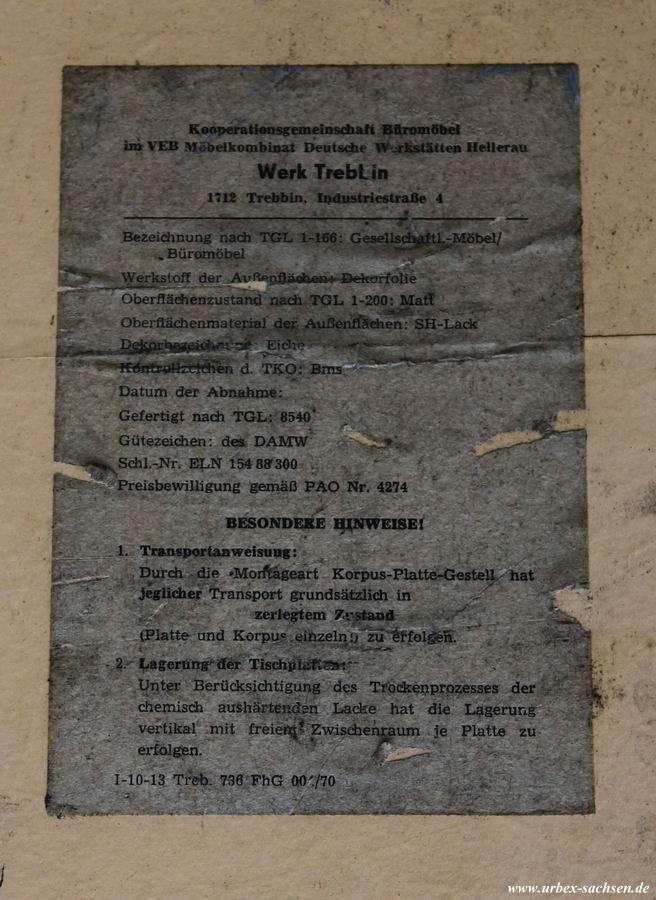 Kooperationsgemeinschaft Büromöbel
im VEB Möbelkombinat Deutsche Werkstätten Hellerau
Werk Trebbin
1712 Trebbin, Industriestraße 4
Bezeichnung nach TGL 1-166: Gesellschaftl.-Möbel/
Büromöbel
Werkstoff der Außenflächen: Dekorfolie
Oberflächenzustand nach TGL 1-200: Matt
Oberflächenmaterial der Außenflächen: SH-Lack
Dekorbezeichnung: Eiche
Kontrollzeichen d. TKO: Bms
Datum der Abnahme:
Gefertigt nach TGL: 8540
Gütezeichen: des DAMW
Schl.-Nr. ELN 154 88 300
Preisbewilligung gemäß PAO Nr. 4274
BESONDERE HINWEISE!
1. Transportanweisung:
Durch die Montageart Korpus-Platte-Gestell hat
jeglicher Transport grundsätzlich in
zerlegtem Zustand
(Platte und Korpus einzeln!) zu erfolgen.
2. Lagerung der Tischplatten:
Unter Berücksichtigung des Trockenprozesses der
chemisch aushärtenden Lacke hat die Lagerung
vertikal mit freiem Zwischenraum je Platte zu
erfolgen.
I-10-13 Treb. 736 FhG
www.urbex-sachsen.de